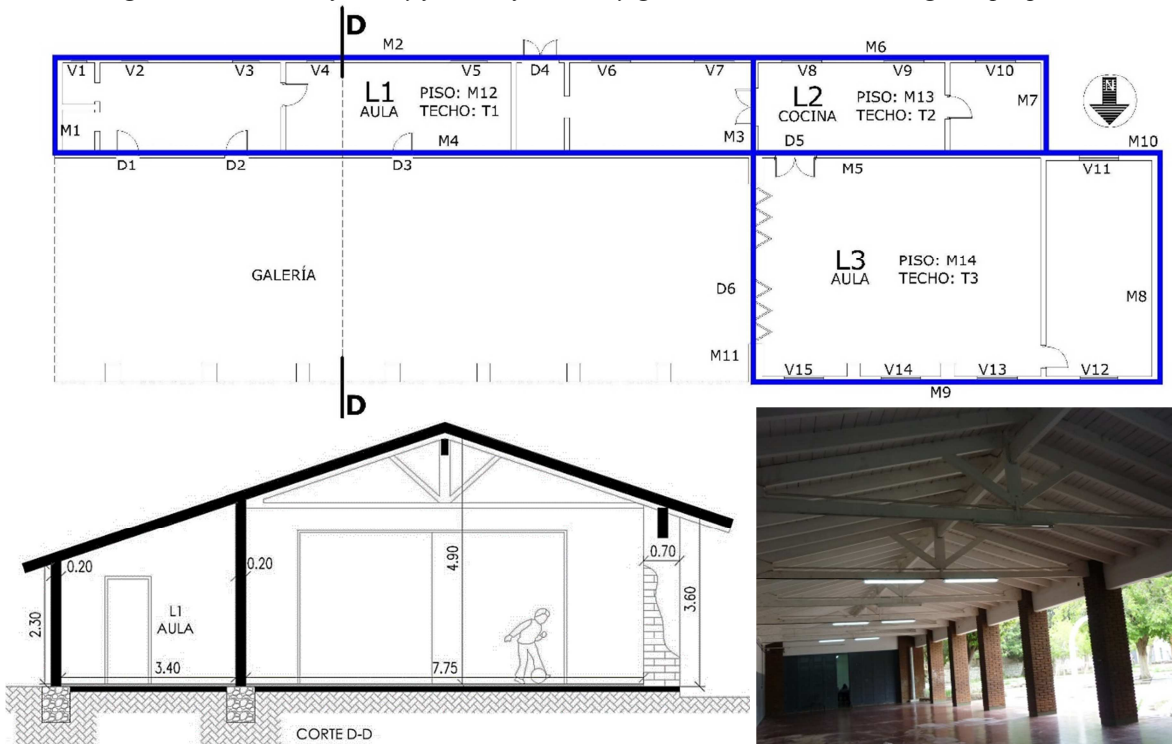 D
M2
M6
V1
V2
V3
V4
V5
D4
V6
V7
V8
V9
V10
L1
AULA
PISO: M12
TECHO: T1
L2
COCINA
PISO: M13
TECHO: T2
M7
N
M1
M4
M3
D5
M10
D1
D2
D3
M5
V11
GALERÍA
L3
AULA
PISO: M14
TECHO: T3
D6
M8
M11
V15
V14
V13
V12
M9
D
0.20
0.20
4.90
0.70
3.60
2.30
L1
AULA
3.40
7.75
CORTE D-D